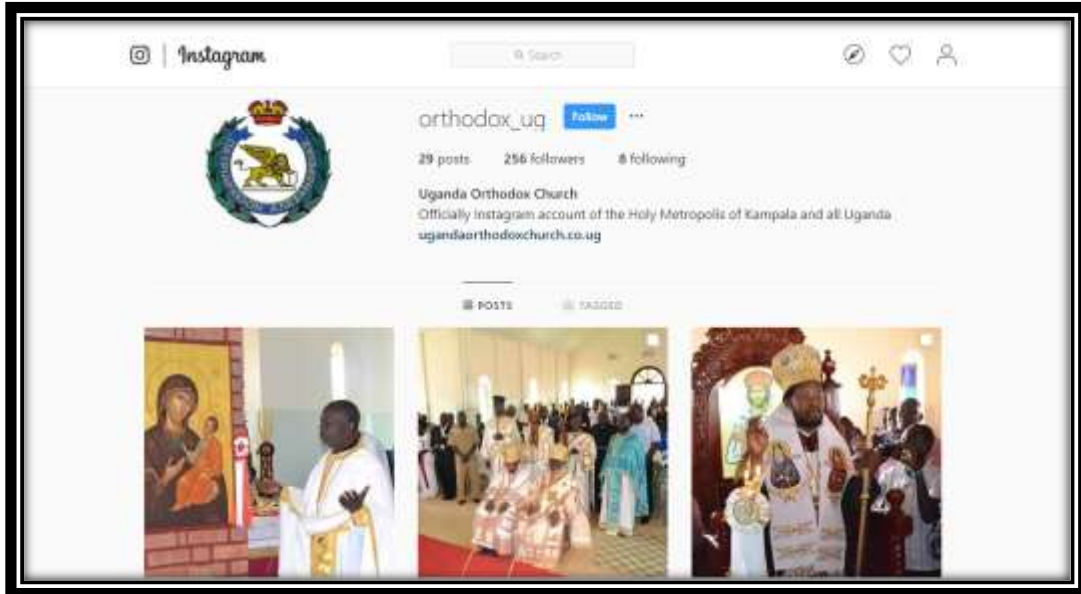 Instagram
Search
orthodox_ug Follow
29 posts 256 followers 8 following
Uganda Orthodox Church
Officially Instagram account of the Holy Metropolis of Kampala and all Uganda
ugandaorthodoxchurch.co.ug
POSTS TAGGED